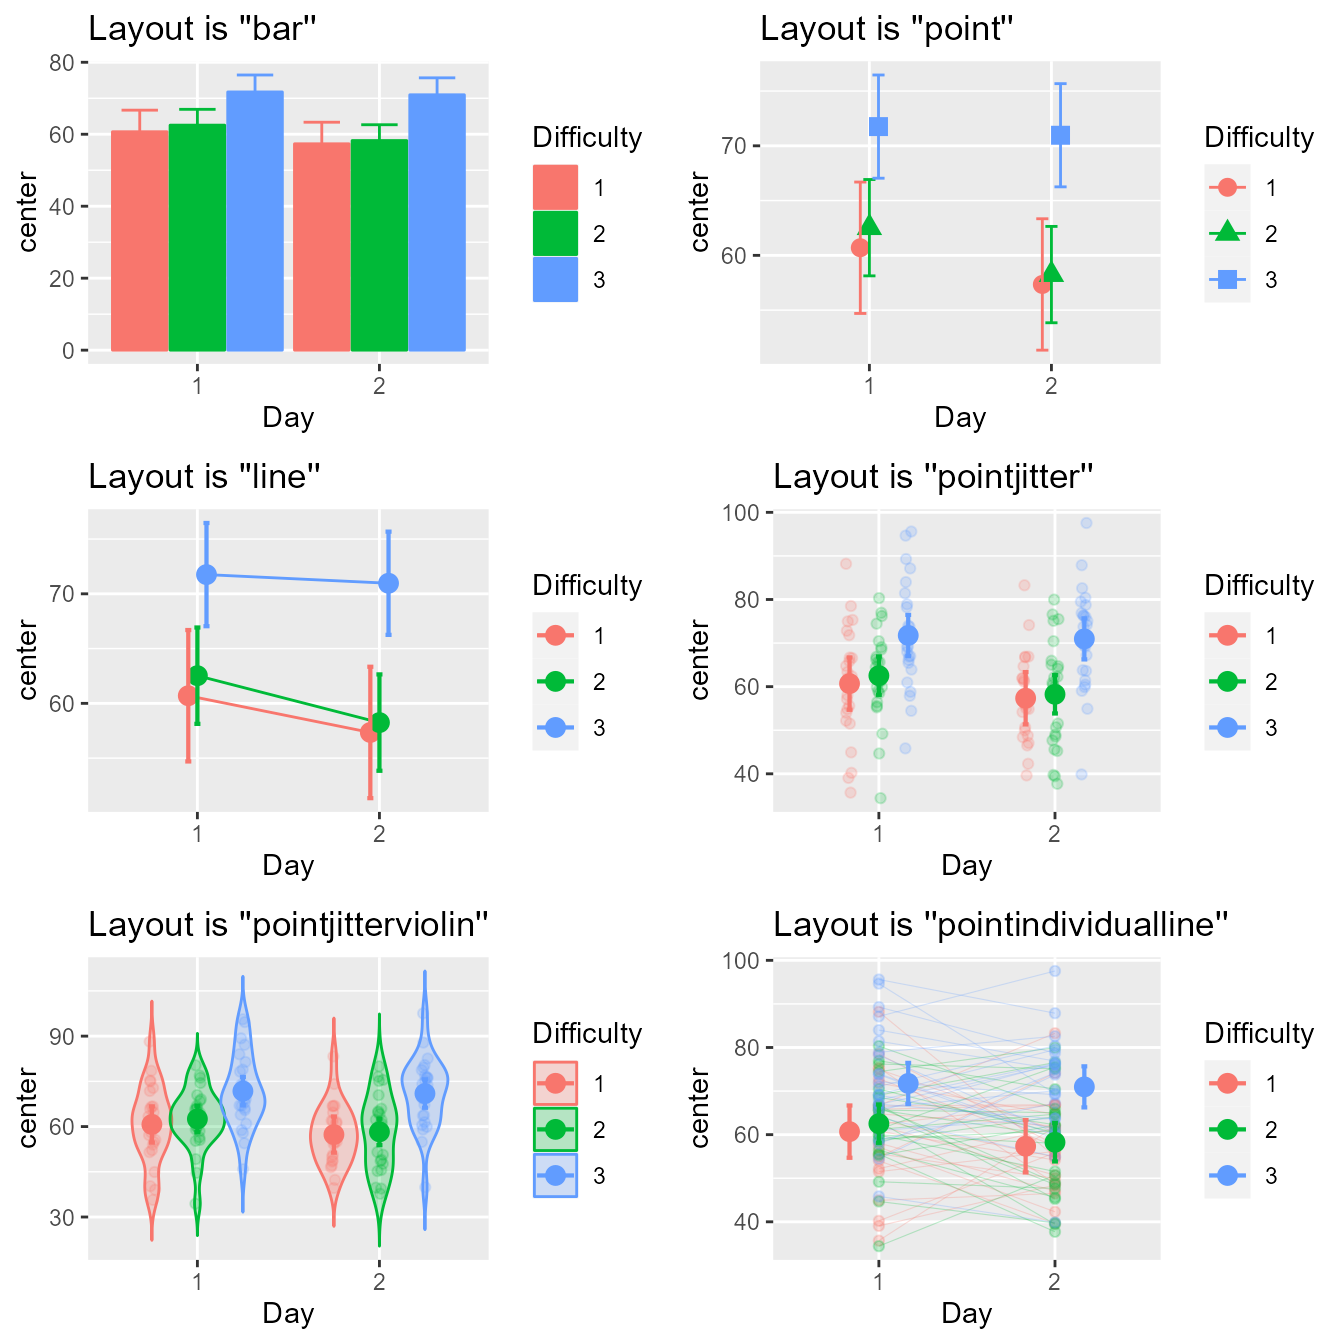 Layout is "bar"
80
60
40
20
0
center
1 2
Day
Difficulty
1
2
3
Layout is "point"
70
60
center
1 2
Day
Difficulty
1
2
3
Layout is "line"
70
60
center
1 2
Day
Difficulty
1
2
3
Layout is "pointjitter"
100
80
60
40
center
1 2
Day
Difficulty
1
2
3
Layout is "pointjitterviolin"
90
60
30
center
1 2
Day
Difficulty
1
2
3
Layout is "pointindividualline"
100
80
60
40
center
1 2
Day
Difficulty
1
2
3